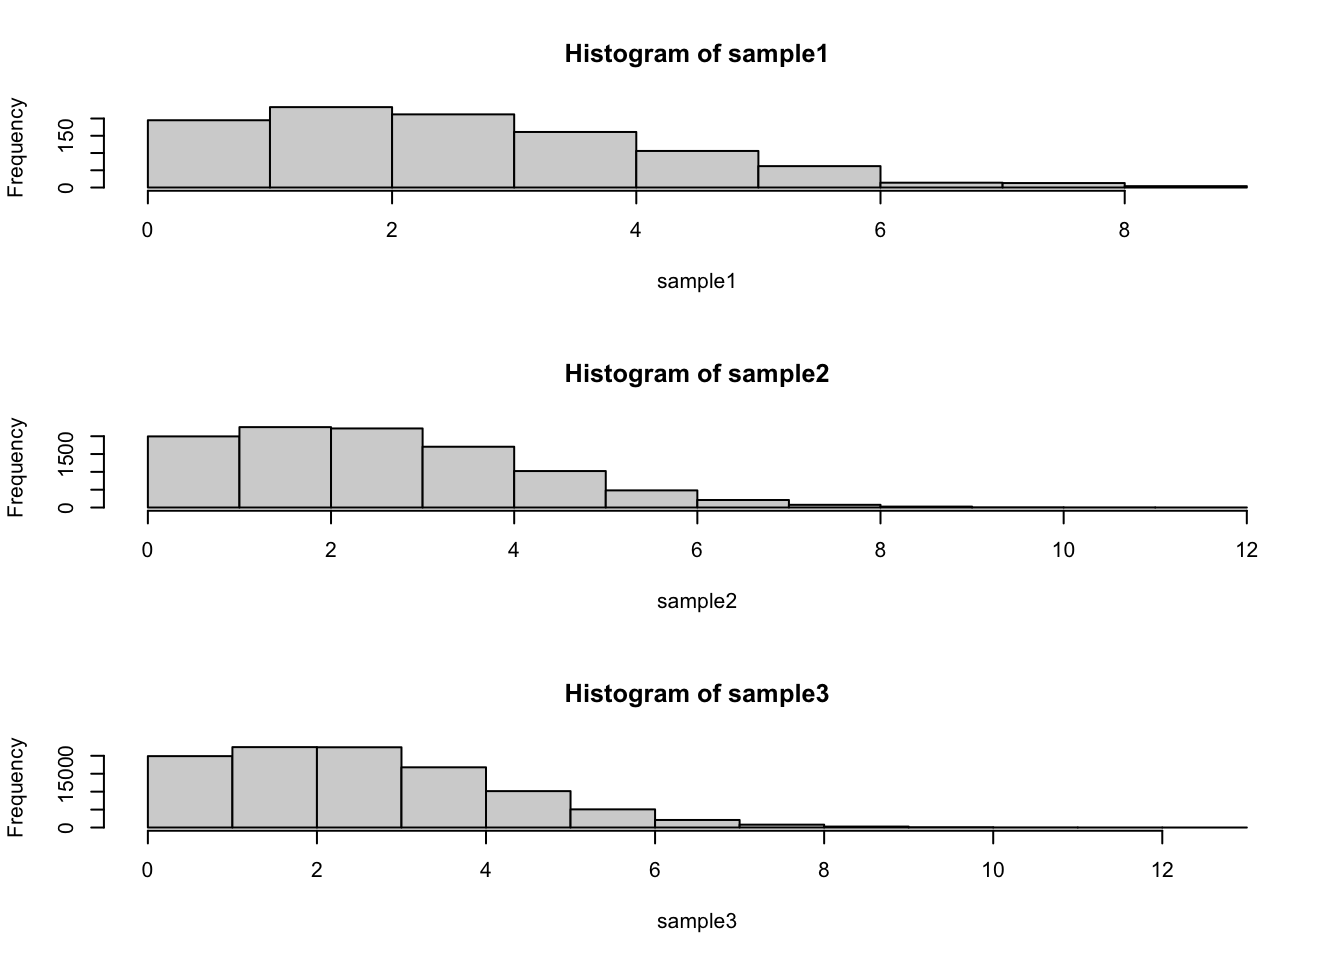 Histogram of sample1
Frequency
150
0
0 2 4 6 8
sample1
Histogram of sample2
Frequency
1500
0
0 2 4 6 8 10 12
sample2
Histogram of sample3
Frequency
15000
0
0 2 4 6 8 10 12
sample3